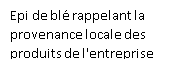 Epi de blé rappelant la
provenance locale des
produits de l'entreprise